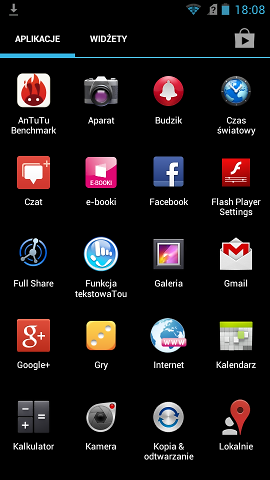 18:08
APLIKACJE
WIDŻETY
AnTuTu
Benchmark
Aparat
Budzik
Czas
światowy
E-BOOKI
Czat
e-booki
Facebook
Flash Player
Settings
Full Share
Funkcja
tekstowaTou
Galeria
Gmail
WWW
Google+
Gry
Internet
Kalendarz
Kalkulator
Kamera
Kopia &
odtwarzanie
Lokalnie